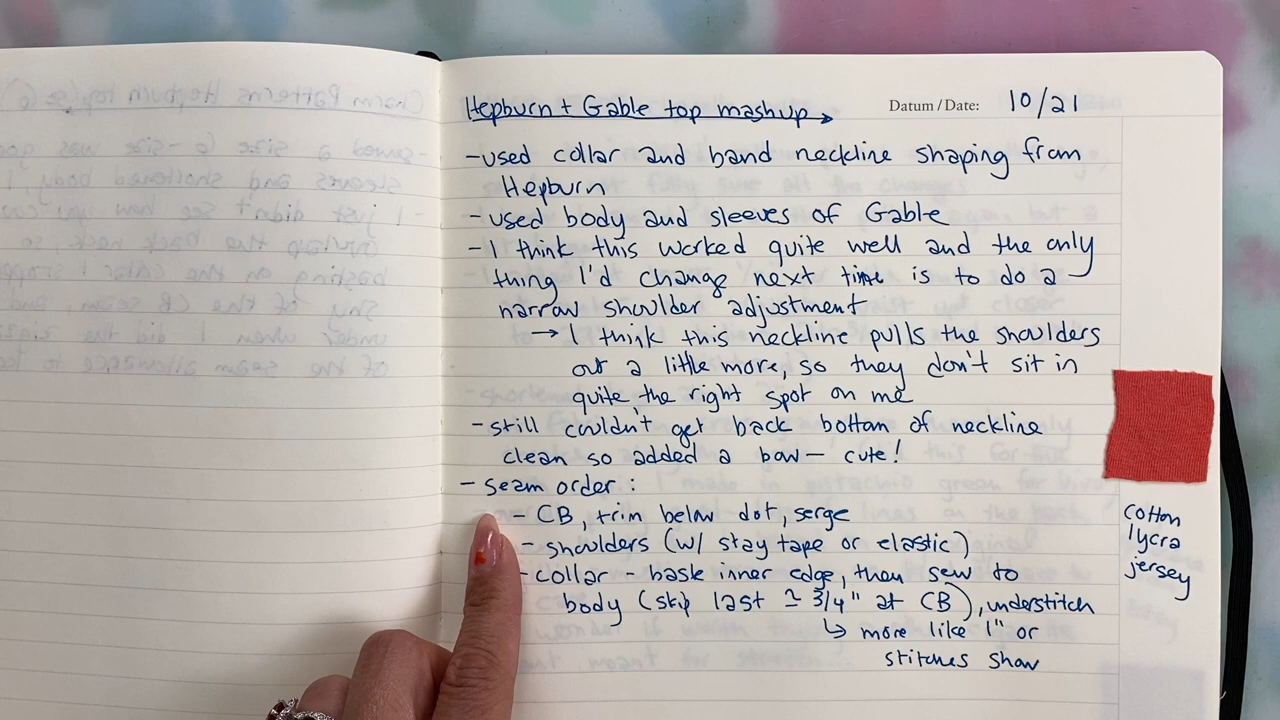 Hepburn + Gable top mashup →
Datum / Date: 10/21
- used collar and band neckline shaping from
Hepburn
- used body and sleeves of Gable
- I think this worked quite well and the only
thing I'd change next time is to do a
narrow shoulder adjustment
→ I think this neckline pulls the shoulders
out a little more, so they don't sit in
quite the right spot on me
- still couldn't get back bottom of neckline
clean so added a bow - cute!
- seam order:
- CB, trim below dot, serge
- shoulders (w/ stay tape or elastic)
- collar - bask inner edge, then sew to
body (skip last ≃ 3/4" at CB), understitch
↳ more like 1" or
stitches show
cotton
lycra
jersey